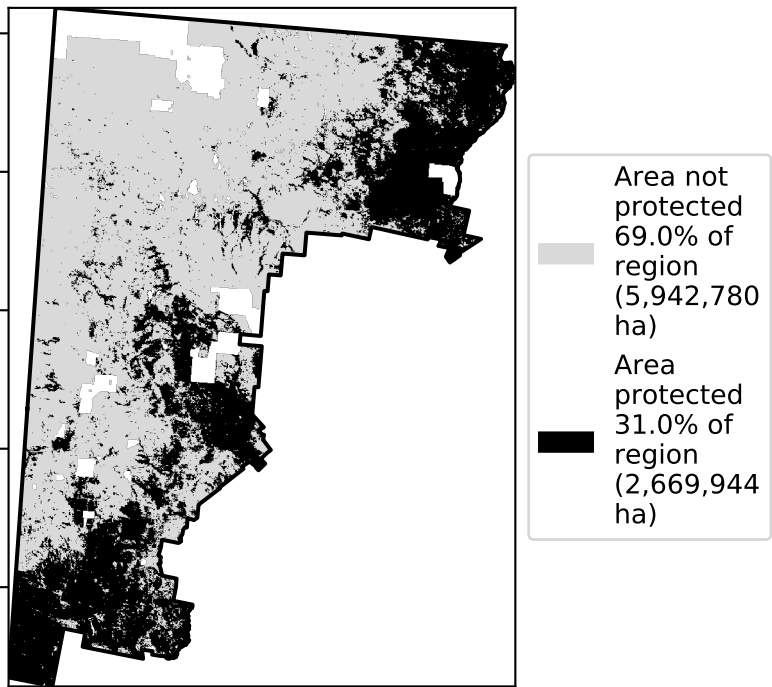 Area not
protected
69.0% of
region
(5,942,780
ha)
Area
protected
31.0% of
region
(2,669,944
ha)